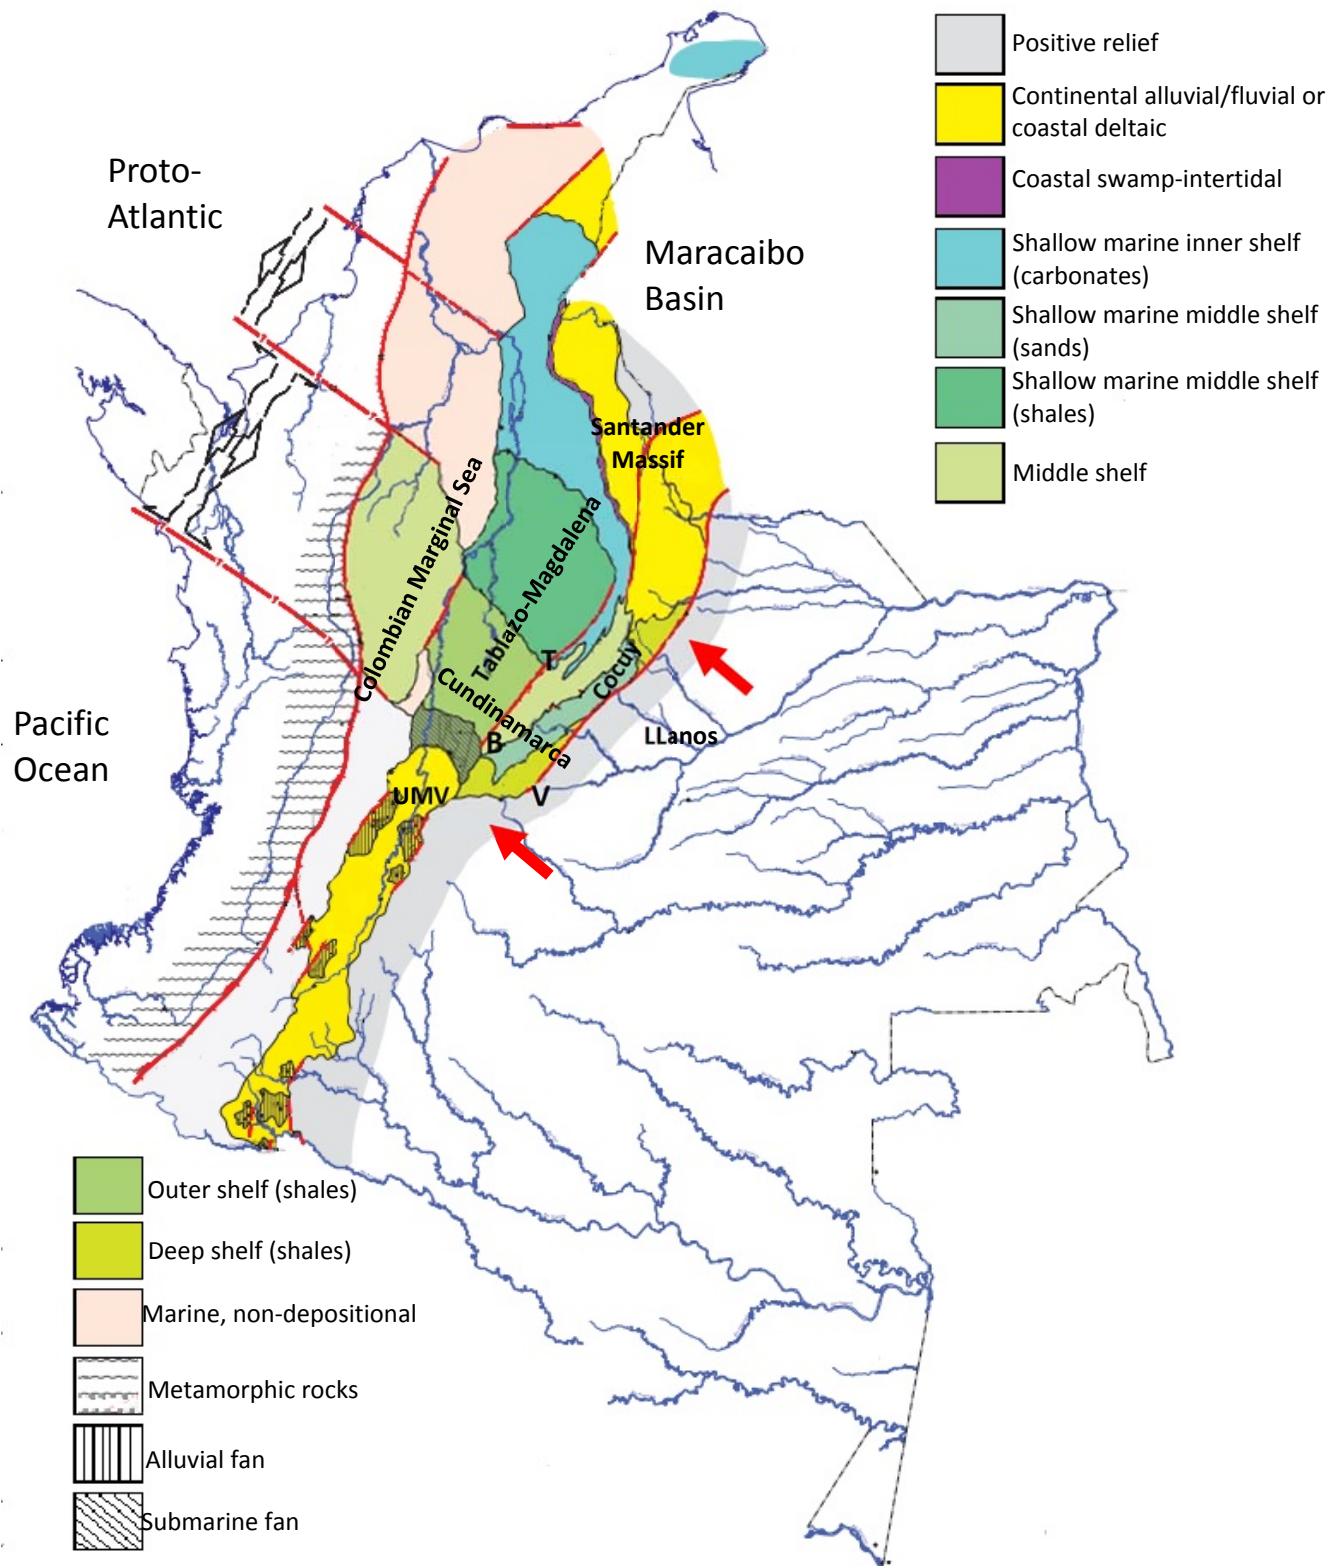 Positive relief
Continental alluvial/fluvial or
coastal deltaic
Coastal swamp-intertidal
Shallow marine inner shelf
(carbonates)
Shallow marine middle shelf
(sands)
Shallow marine middle shelf
(shales)
Middle shelf
Proto-
Atlantic
Maracaibo
Basin
Santander
Massif
Colombian Marginal Sea
Tablazo-Magdalena
Cundinamarca
Cocuy
T
B
V
UMV
LLanos
Pacific
Ocean
Outer shelf (shales)
Deep shelf (shales)
Marine, non-depositional
Metamorphic rocks
Alluvial fan
Submarine fan